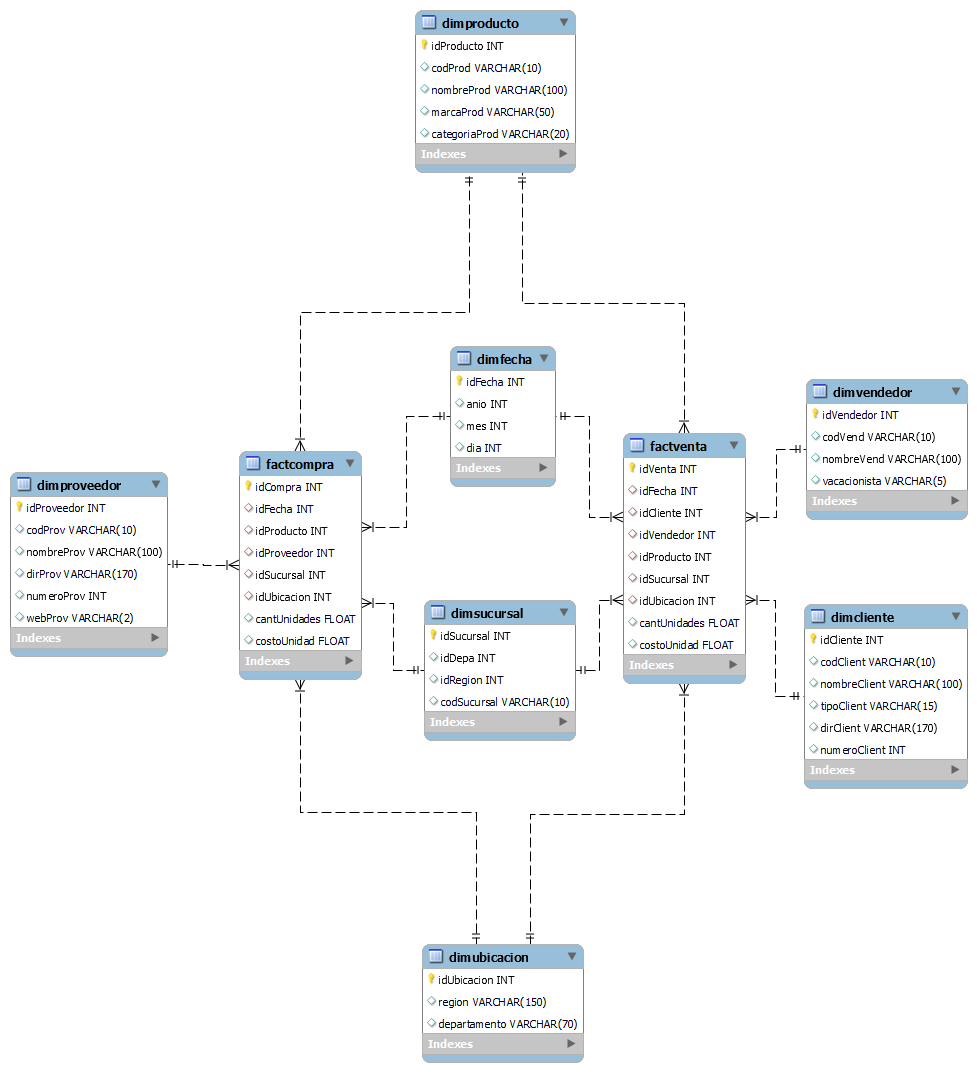 dimproducto
idProducto INT
codProd VARCHAR(10)
nombreProd VARCHAR(100)
marcaProd VARCHAR(50)
categoriaProd VARCHAR(20)
Indexes
dimfecha
idFecha INT
anio INT
mes INT
dia INT
Indexes
dimvendedor
idVendedor INT
codVend VARCHAR(10)
nombreVend VARCHAR(100)
vacacionista VARCHAR(5)
Indexes
factventa
idVenta INT
idFecha INT
idCliente INT
idVendedor INT
idProducto INT
idSucursal INT
idUbicacion INT
cantUnidades FLOAT
costoUnidad FLOAT
Indexes
factcompra
idCompra INT
idFecha INT
idProducto INT
idProveedor INT
idSucursal INT
idUbicacion INT
cantUnidades FLOAT
costoUnidad FLOAT
Indexes
dimproveedor
idProveedor INT
codProv VARCHAR(10)
nombreProv VARCHAR(100)
dirProv VARCHAR(170)
numeroProv INT
webProv VARCHAR(2)
Indexes
dimsucursal
idSucursal INT
idDepa INT
idRegion INT
codSucursal VARCHAR(10)
Indexes
dimcliente
idCliente INT
codClient VARCHAR(10)
nombreClient VARCHAR(100)
tipoClient VARCHAR(15)
dirClient VARCHAR(170)
numeroClient INT
Indexes
dimubicacion
idUbicacion INT
region VARCHAR(150)
departamento VARCHAR(70)
Indexes